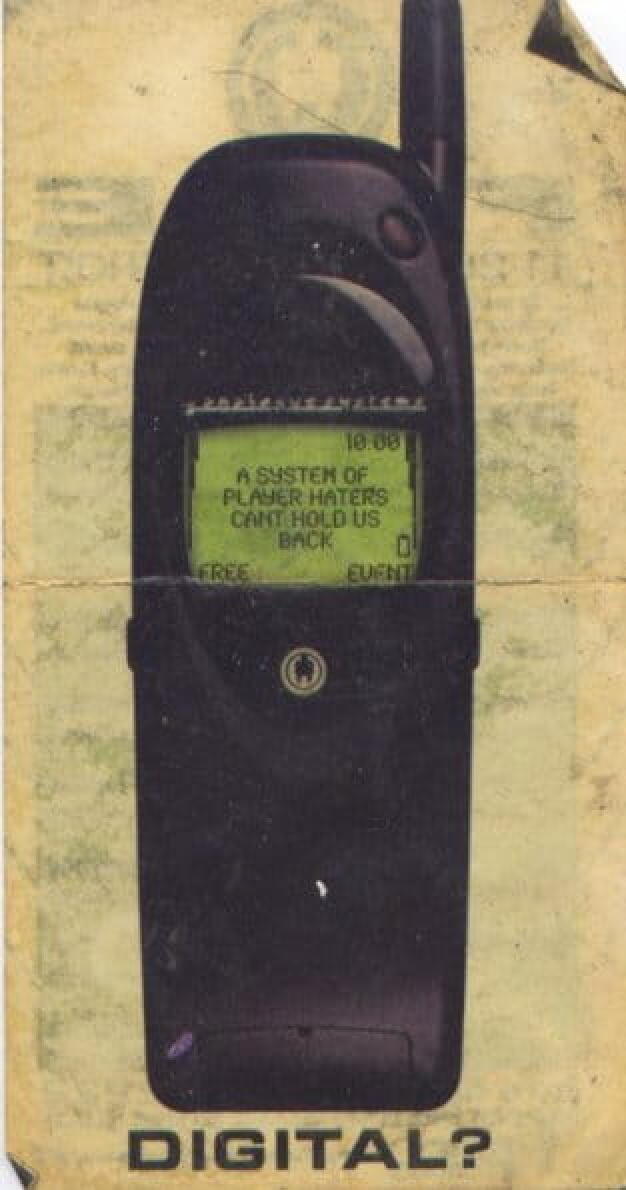 10:00
A SYSTEM OF
PLAYER HATERS
CANT HOLD US
BACK
FREE EVENT
DIGITAL?